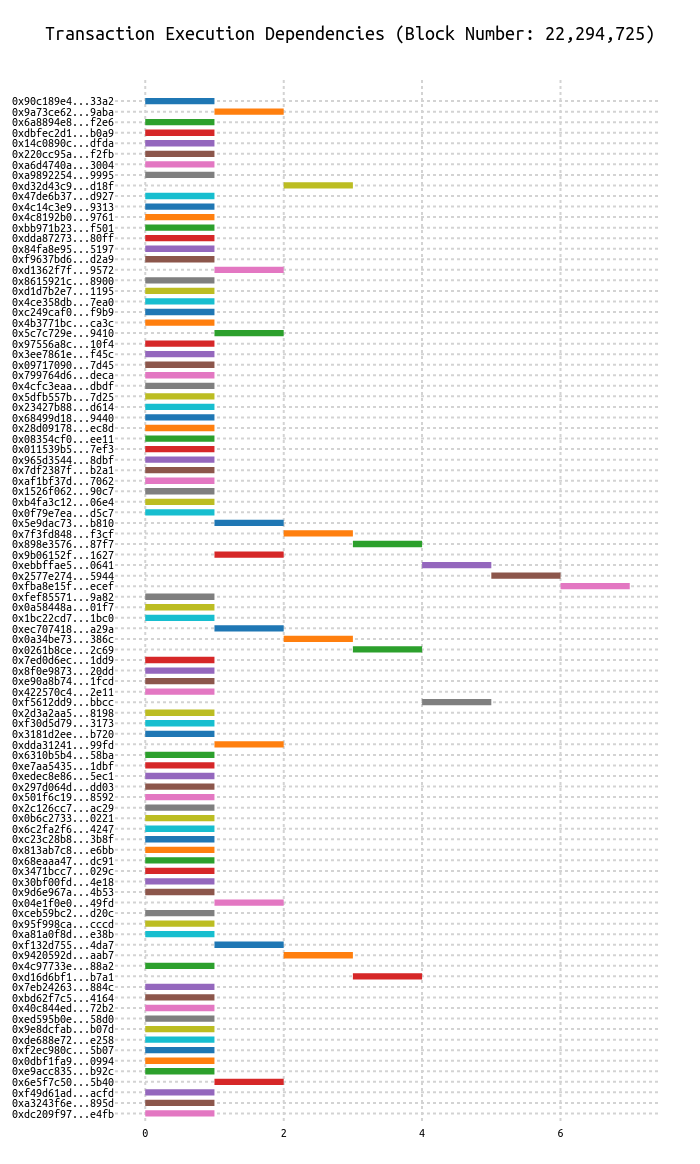 Transaction Execution Dependencies (Block Number: 22,294,725)
0x90c189e4...33a2
0x9a73ce62...9aba
0x6a8894e8...f2e6
0xdbfec2d1...b0a9
0x14c0890c...dfda
0x220cc95a...f2fb
0xa6d4740a...3004
0xa9892254...9995
0xd32d43c9...d18f
0x47de6b37...d927
0x4c14c3e9...9313
0x4c8192b0...9761
0xbb971b23...f501
0xdda87273...80ff
0x84fa8e95...5197
0xf9637bd6...d2a9
0xd1362f7f...9572
0x8615921c...8900
0xd1d7b2e7...1195
0x4ce358db...7ea0
0xc249caf0...f9b9
0x4b3771bc...ca3c
0x5c7c729e...9410
0x97556a8c...10f4
0x3ee7861e...f45c
0x09717090...7d45
0x799764d6...deca
0x4cfc3eaa...dbdf
0x5dfb557b...7d25
0x23427b88...d614
0x68499d18...9440
0x28d09178...ec8d
0x08354cf0...ee11
0x011539b5...7ef3
0x965d3544...8dbf
0x7df2387f...b2a1
0xaf1bf37d...7062
0x1526f062...90c7
0xb4fa3c12...06e4
0x0f79e7ea...d5c7
0x5e9dac73...b810
0x7f3fd848...f3cf
0x898e3576...87f7
0x9b06152f...1627
0xebbffae5...0641
0x2577e274...5944
0xfba8e15f...ecef
0xfef85571...9a82
0x0a58448a...01f7
0x1bc22cd7...1bc0
0xec707418...a29a
0x0a34be73...386c
0x0261b8ce...2c69
0x7ed0d6ec...1dd9
0x8f0e9873...20dd
0xe90a8b74...1fcd
0x422570c4...2e11
0xf5612dd9...bbcc
0x2d3a2aa5...8198
0xf30d5d79...3173
0x3181d2ee...b720
0xdda31241...99fd
0x6310b5b4...58ba
0xe7aa5435...1dbf
0xedec8e86...5ec1
0x297d064d...dd03
0x501f6c19...8592
0x2c126cc7...ac29
0x0b6c2733...0221
0x6c2fa2f6...4247
0xc23c28b8...3b8f
0x813ab7c8...e6bb
0x68eaaa47...dc91
0x3471bcc7...029c
0x30bf00fd...4e18
0x9d6e967a...4b53
0x04e1f0e0...49fd
0xceb59bc2...d20c
0x95f998ca...cccd
0xa81a0f8d...e38b
0xf132d755...4da7
0x9420592d...aab7
0x4c97733e...88a2
0xd16d6bf1...b7a1
0x7eb24263...884c
0xbd62f7c5...4164
0x40c844ed...72b2
0xed595b0e...58d0
0x9e8dcfab...b07d
0xde688e72...e258
0xf2ec980c...5b07
0x0dbf1fa9...0994
0xe9acc835...b92c
0x6e5f7c50...5b40
0xf49d61ad...acfd
0xa3243f6e...895d
0xdc209f97...e4fb
0 2 4 6